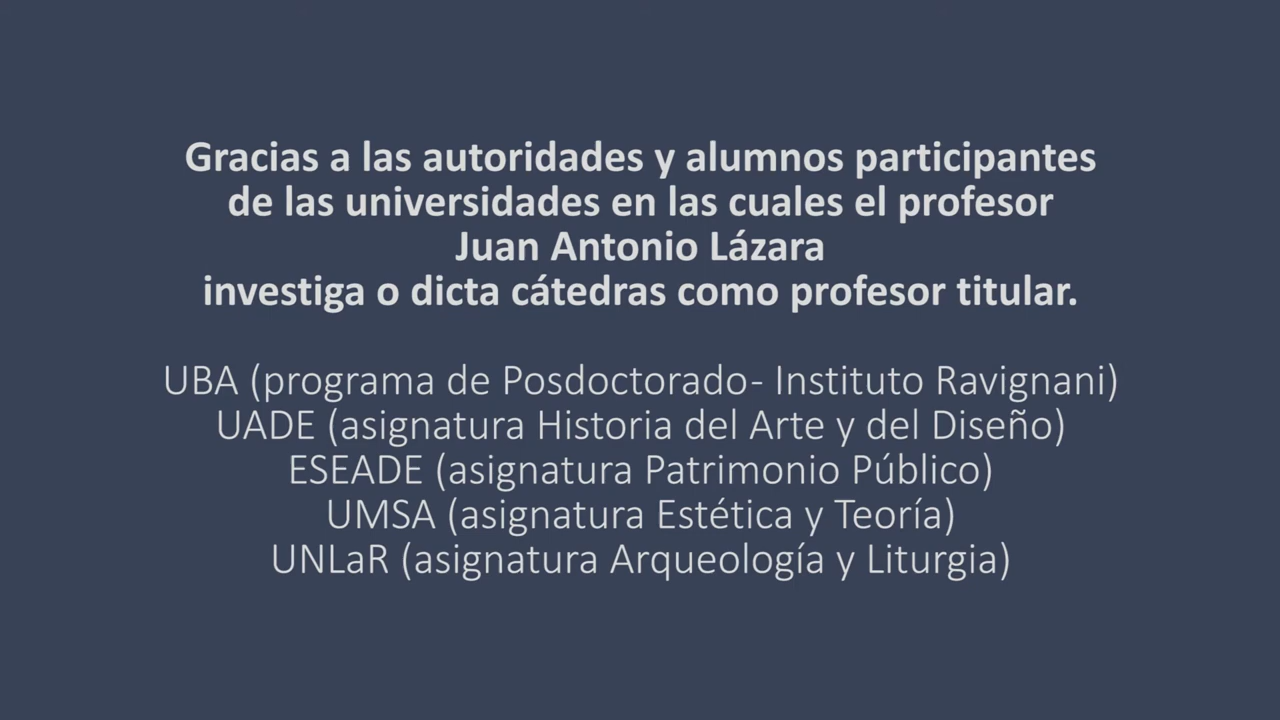 Gracias a las autoridades y alumnos participantes
de las universidades en las cuales el profesor
Juan Antonio Lázara
investiga o dicta cátedras como profesor titular.
UBA (programa de Posdoctorado- Instituto Ravignani)
UADE (asignatura Historia del Arte y del Diseño)
ESEADE (asignatura Patrimonio Público)
UMSA (asignatura Estética y Teoría)
UNLaR (asignatura Arqueología y Liturgia)